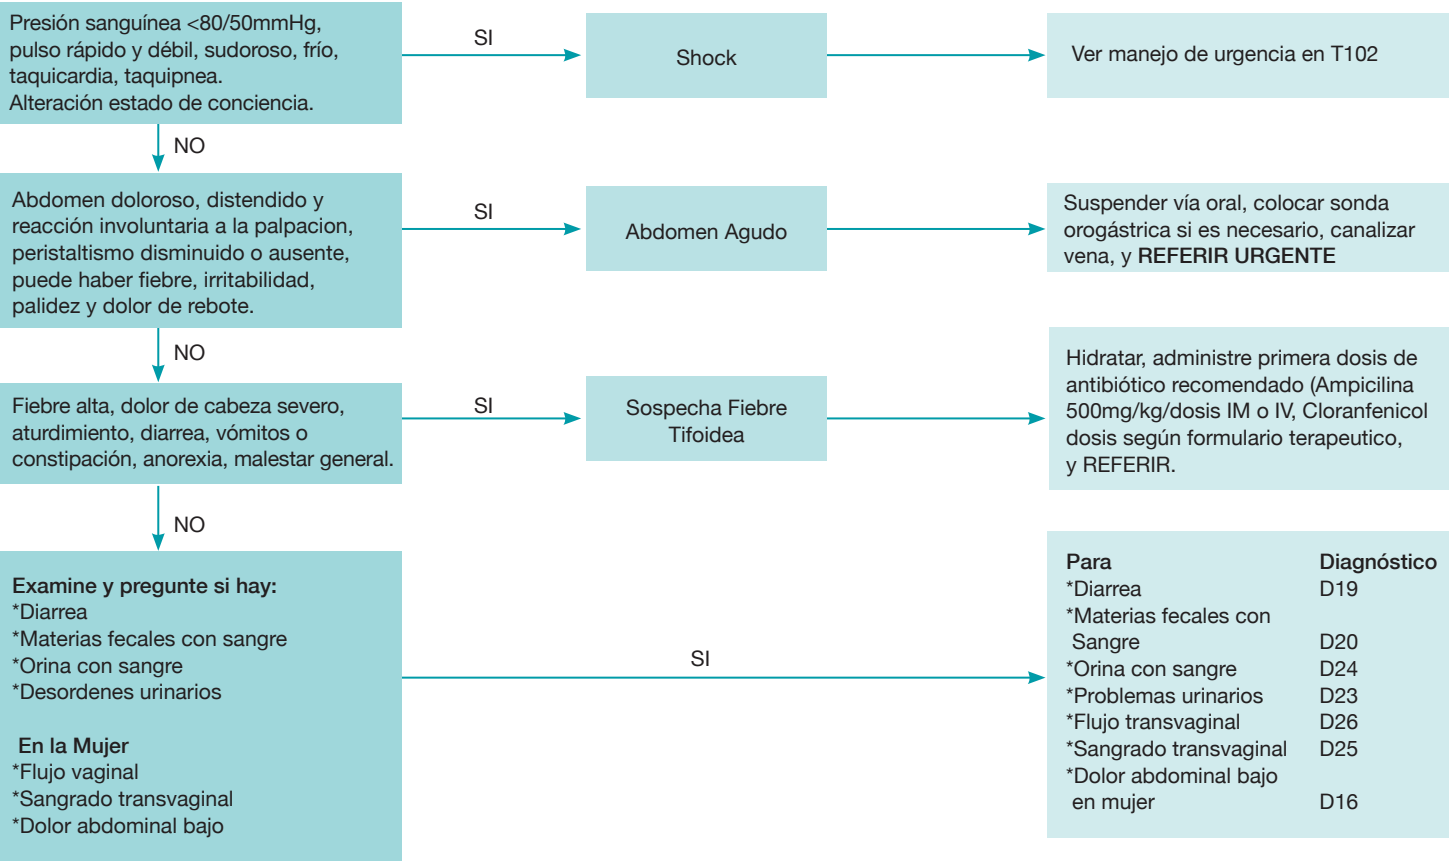 Presión sanguínea <80/50mmHg,
pulso rápido y débil, sudoroso, frío,
taquicardia, taquipnea.
Alteración estado de conciencia.
SI
Shock
Ver manejo de urgencia en T102
NO
Abdomen doloroso, distendido y
reacción involuntaria a la palpacion,
peristaltismo disminuido o ausente,
puede haber fiebre, irritabilidad,
palidez y dolor de rebote.
SI
Abdomen Agudo
Suspender vía oral, colocar sonda
orogástrica si es necesario, canalizar
vena, y REFERIR URGENTE
NO
Fiebre alta, dolor de cabeza severo,
aturdimiento, diarrea, vómitos o
constipación, anorexia, malestar general.
SI
Sospecha Fiebre
Tifoidea
Hidratar, administre primera dosis de
antibiótico recomendado (Ampicilina
500mg/kg/dosis IM o IV, Cloranfenicol
dosis según formulario terapeutico,
y REFERIR.
NO
Examine y pregunte si hay:
*Diarrea
*Materias fecales con sangre
*Orina con sangre
*Desordenes urinarios
En la Mujer
*Flujo vaginal
*Sangrado transvaginal
*Dolor abdominal bajo
SI
Para Diagnóstico
*Diarrea D19
*Materias fecales con
Sangre D20
*Orina con sangre D24
*Problemas urinarios D23
*Flujo transvaginal D26
*Sangrado transvaginal D25
*Dolor abdominal bajo
en mujer D16